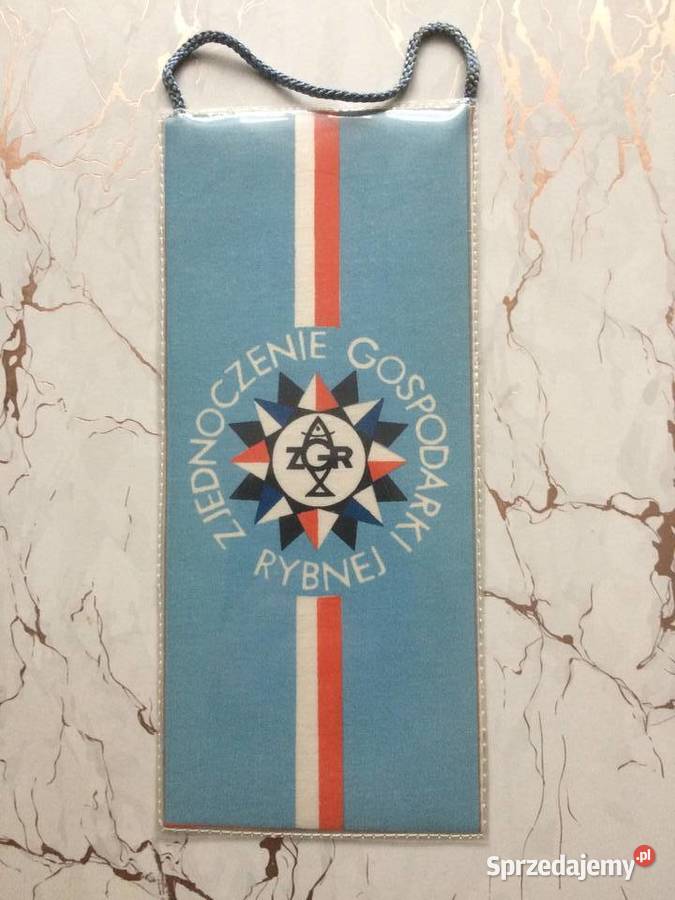 ZJEDNOCZENIE GOSPODARKI RYBNEJ
ZGR
Sprzedajemy.pl